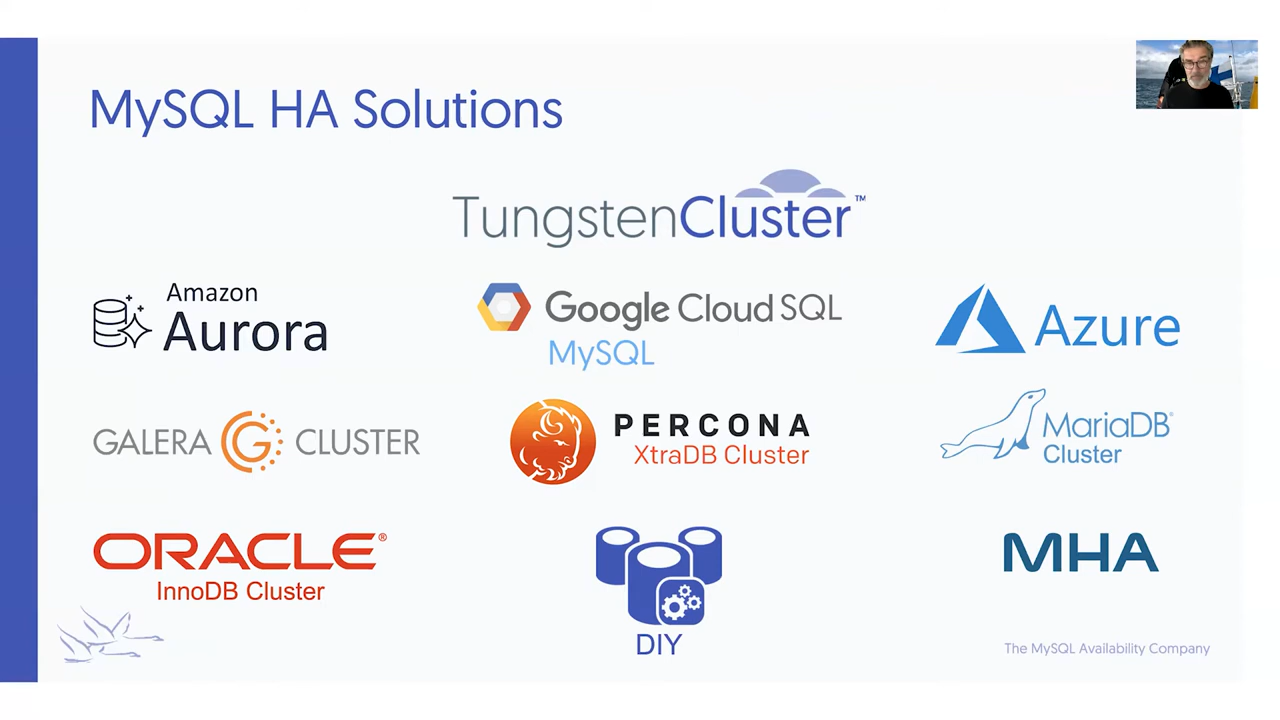 MySQL HA Solutions
TungstenCluster™
Amazon
Aurora
Google Cloud SQL
MySQL
Azure
GALERA G CLUSTER
PERCONA
XtraDB Cluster
MariaDB®
Cluster
ORACLE®
InnoDB Cluster
DIY
MHA
The MySQL Availability Company